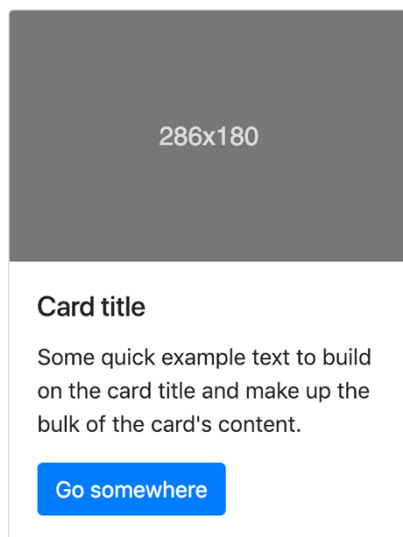 286x180
Card title
Some quick example text to build
on the card title and make up the
bulk of the card's content.
Go somewhere